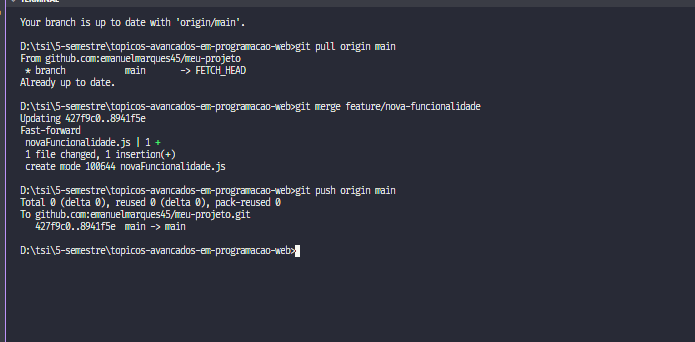 Your branch is up to date with 'origin/main'.
D:\tsi\5-semestre\topicos-avancados-em-programacao-web>git pull origin main
From github.com:emanuelmarques45/meu-projeto
* branch main -> FETCH_HEAD
Already up to date.
D:\tsi\5-semestre\topicos-avancados-em-programacao-web>git merge feature/nova-funcionalidade
Updating 427f9c0..8941f5e
Fast-forward
novaFuncionalidade.js | 1 +
1 file changed, 1 insertion(+)
create mode 100644 novaFuncionalidade.js
D:\tsi\5-semestre\topicos-avancados-em-programacao-web>git push origin main
Total 0 (delta 0), reused 0 (delta 0), pack-reused 0
To github.com:emanuelmarques45/meu-projeto.git
427f9c0..8941f5e main -> main
D:\tsi\5-semestre\topicos-avancados-em-programacao-web>